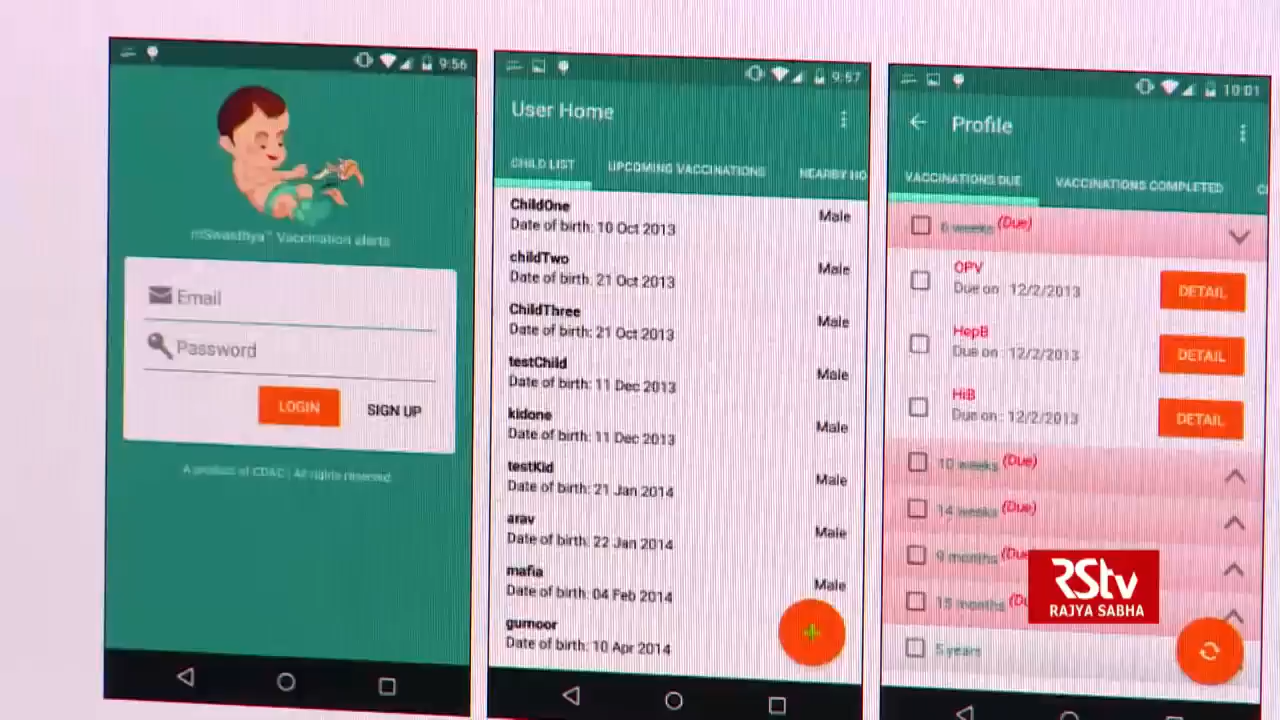 9:56
mSwasthya™ Vaccination alerts
Email
Password
LOGIN
SIGN UP
A product of CDAC | All rights reserved
9:57
User Home
CHILD LIST
UPCOMING VACCINATIONS
NEARBY HO
ChildOne
Date of birth: 10 Oct 2013
Male
childTwo
Date of birth: 21 Oct 2013
Male
ChildThree
Date of birth: 21 Oct 2013
Male
testChild
Date of birth: 11 Dec 2013
Male
kidone
Date of birth: 11 Dec 2013
Male
testKid
Date of birth: 21 Jan 2014
Male
arav
Date of birth: 22 Jan 2014
Male
mafia
Date of birth: 04 Feb 2014
Male
gurnoor
Date of birth: 10 Apr 2014
10:01
Profile
VACCINATIONS DUE
VACCINATIONS COMPLETED
6 weeks (Due)
OPV
Due on : 12/2/2013
DETAIL
HepB
Due on : 12/2/2013
DETAIL
HiB
Due on : 12/2/2013
DETAIL
10 weeks (Due)
14 weeks (Due)
9 months (Due
15 months (Du
5 years
RStv
RAJYA SABHA